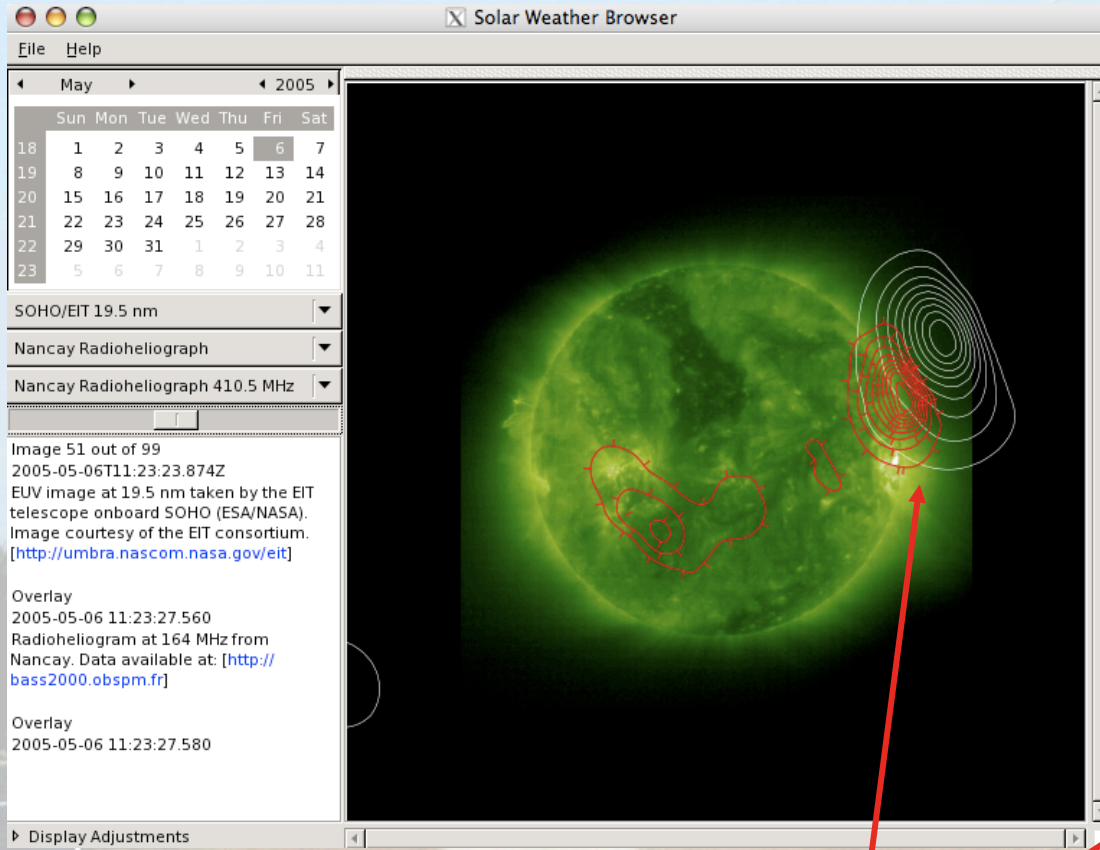 Solar Weather Browser
File Help
May 2005
Sun Mon Tue Wed Thu Fri Sat
18 1 2 3 4 5 6 7
19 8 9 10 11 12 13 14
20 15 16 17 18 19 20 21
21 22 23 24 25 26 27 28
22 29 30 31 1 2 3 4
23 5 6 7 8 9 10 11
SOHO/EIT 19.5 nm
Nancay Radioheliograph
Nancay Radioheliograph 410.5 MHz
Image 51 out of 99
2005-05-06T11:23:23.874Z
EUV image at 19.5 nm taken by the EIT
telescope onboard SOHO (ESA/NASA).
Image courtesy of the EIT consortium.
[http://umbra.nascom.nasa.gov/eit]
Overlay
2005-05-06 11:23:27.560
Radioheliogram at 164 MHz from
Nancay. Data available at: [http://
bass2000.obspm.fr]
Overlay
2005-05-06 11:23:27.580
Display Adjustments